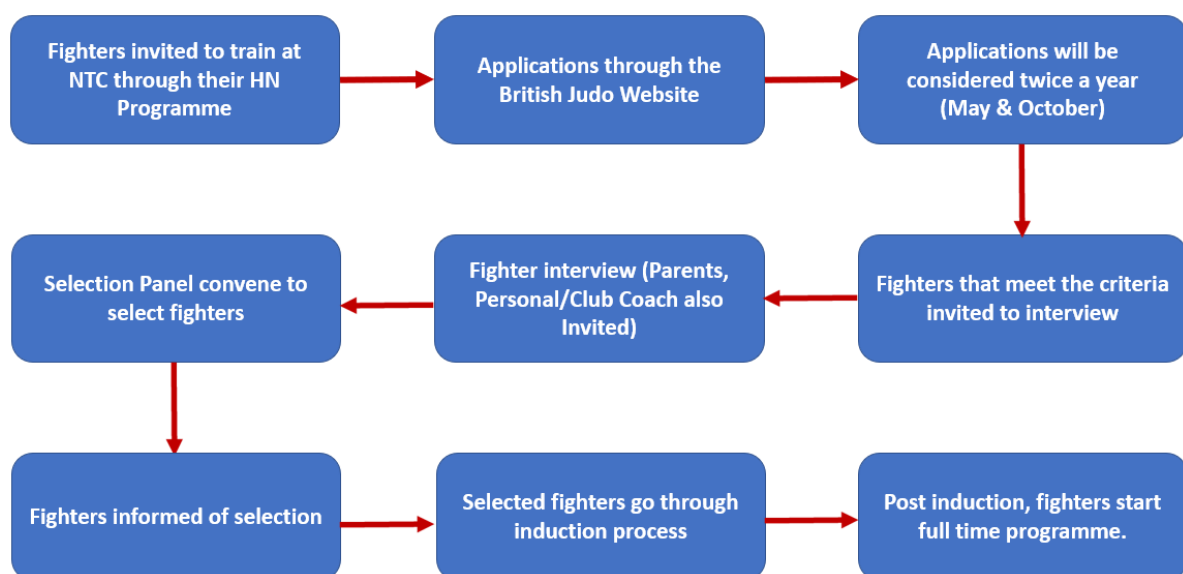 Fighters invited to train at
NTC through their HN
Programme
Applications through the
British Judo Website
Applications will be
considered twice a year
(May & October)
Fighters that meet the criteria
invited to interview
Fighter interview (Parents,
Personal/Club Coach also
Invited)
Selection Panel convene to
select fighters
Fighters informed of selection
Selected fighters go through
induction process
Post induction, fighters start
full time programme.